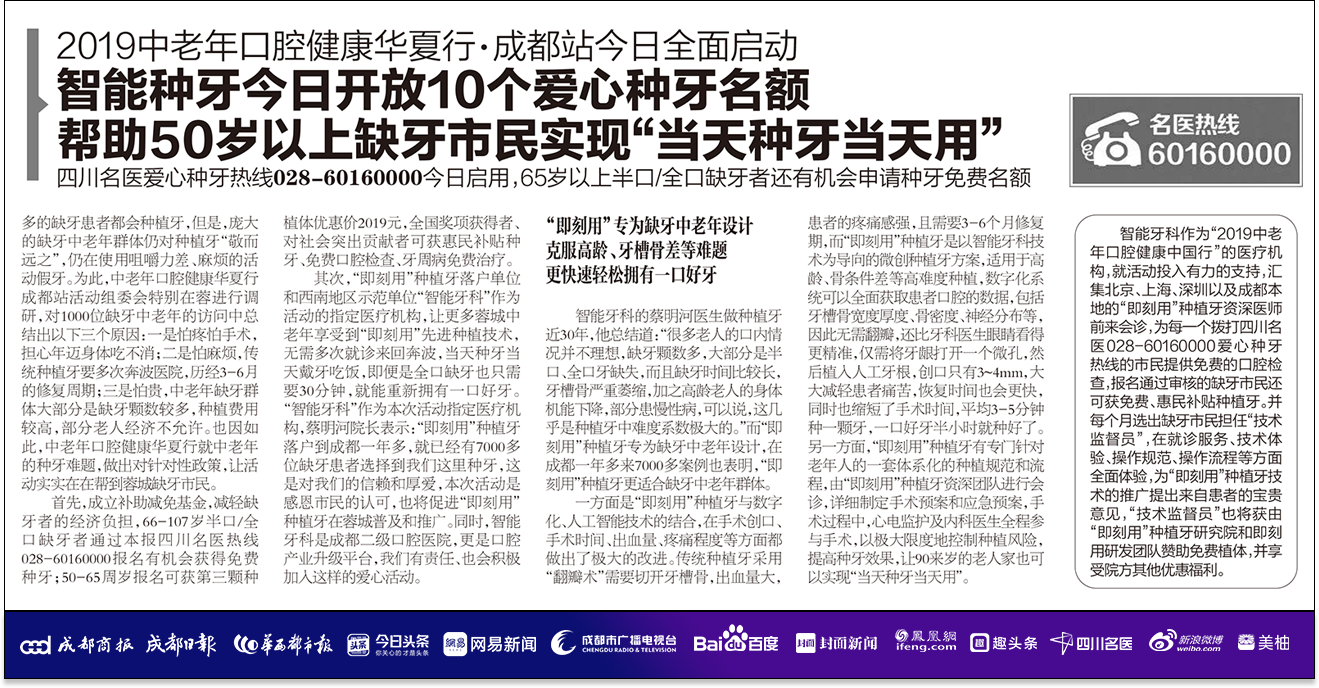 2019中老年口腔健康华夏行·成都站今日全面启动
智能种牙今日开放10个爱心种牙名额
帮助50岁以上缺牙市民实现“当天种牙当天用”
四川名医爱心种牙热线028-60160000今日启用，65岁以上半口/全口缺牙者还有机会申请种牙免费名额
名医热线
60160000
多的缺牙患者都会种植牙，但是，庞大
的缺牙中老年群体仍对种植牙“敬而
远之”，仍在使用咀嚼力差、麻烦的活
动假牙。为此，中老年口腔健康华夏行
成都站活动组委会特别在蓉进行调
研，对1000位缺牙中老年的访问中总
结出以下三个原因：一是怕疼怕手术，
担心年迈身体吃不消；二是怕麻烦，传
统种植牙要多次奔波医院，历经3-6月
的修复周期；三是怕贵，中老年缺牙群
体大部分是缺牙颗数较多，种植费用
较高，部分老人经济不允许。也因如
此，中老年口腔健康华夏行就中老年
的种牙难题，做出对针对性政策，让活
动实实在在帮到蓉城缺牙市民。
首先，成立补助减免基金，减轻缺
牙者的经济负担，66-107岁半口/全
口缺牙者通过本报四川名医热线
028-60160000报名有机会获得免费
种牙；50-65周岁报名可获第三颗种
植体优惠价2019元，全国奖项获得者、
对社会突出贡献者可获惠民补贴种
牙、免费口腔检查、牙周病免费治疗。
其次，“即刻用”种植牙落户单位
和西南地区示范单位“智能牙科”作为
活动的指定医疗机构，让更多蓉城中
老年享受到“即刻用”先进种植技术，
无需多次就诊来回奔波，当天种牙当
天戴牙吃饭，即便是全口缺牙也只需
要30分钟，就能重新拥有一口好牙。
“智能牙科”作为本次活动指定医疗机
构，蔡明河院长表示：“即刻用”种植牙
落户到成都一年多，就已经有7000多
位缺牙患者选择到我们这里种牙，这
是对我们的信赖和厚爱，本次活动是
感恩市民的认可，也将促进“即刻用”
种植牙在蓉城普及和推广。同时，智能
牙科是成都二级口腔医院，更是口腔
产业升级平台，我们有责任、也会积极
加入这样的爱心活动。
“即刻用”专为缺牙中老年设计
克服高龄、牙槽骨差等难题
更快速轻松拥有一口好牙
智能牙科的蔡明河医生做种植牙
近30年，他总结道：“很多老人的口内情
况并不理想，缺牙颗数多，大部分是半
口、全口牙缺失，而且缺牙时间比较长，
牙槽骨严重萎缩，加之高龄老人的身体
机能下降，部分患慢性病，可以说，这几
乎是种植牙中难度系数极大的。”而“即
刻用”种植牙专为缺牙中老年设计，在
成都一年多来7000多案例也表明，“即
刻用”种植牙更适合缺牙中老年群体。
一方面是“即刻用”种植牙与数字
化、人工智能技术的结合，在手术创口、
手术时间、出血量、疼痛程度等方面都
做出了极大的改进。传统种植牙采用
“翻瓣术”需要切开牙槽骨，出血量大，
患者的疼痛感强，且需要3-6个月修复
期，而“即刻用”种植牙是以智能牙科技
术为导向的微创种植牙方案，适用于高
龄、骨条件差等高难度种植，数字化系
统可以全面获取患者口腔的数据，包括
牙槽骨宽度厚度、骨密度、神经分布等，
因此无需翻瓣，还比牙科医生眼睛看得
更精准，仅需将牙龈打开一个微孔，然
后植入人工牙根，创口只有3~4mm，大
大减轻患者痛苦，恢复时间也会更快，
同时也缩短了手术时间，平均3-5分钟
种一颗牙，一口好牙半小时就种好了。
另一方面，“即刻用”种植牙有专门针对
老年人的一套体系化的种植规范和流
程，由“即刻用”种植牙资深团队进行会
诊，详细制定手术预案和应急预案，手
术过程中，心电监护及内科医生全程参
与手术，以极大限度地控制种植风险，
提高种牙效果，让90来岁的老人家也可
以实现“当天种牙当天用”。
智能牙科作为“2019中老
年口腔健康中国行”的医疗机
构，就活动投入有力的支持，汇
集北京、上海、深圳以及成都本
地的“即刻用”种植牙资深医师
前来会诊，为每一个拨打四川名
医028-60160000爱心种牙
热线的市民提供免费的口腔检
查，报名通过审核的缺牙市民还
可获免费、惠民补贴种植牙。并
每个月选出缺牙市民担任“技术
监督员”，在就诊服务、技术体
验、操作规范、操作流程等方面
全面体验，为“即刻用”种植牙技
术的推广提出来自患者的宝贵
意见，“技术监督员”也将获由
“即刻用”种植牙研究院和即刻
用研发团队赞助免费植体，并享
受院方其他优惠福利。
成都商报 成都日报 华西都市报 头条 今日头条 你关心的才是头条 网易 网易新闻 成都市广播电视台 CHENGDU RADIO & TELEVISION Bai du 百度 封面 封面新闻 鳳凰網 ifeng.com 趣头条 四川名医 新浪微博 weibo.com 美柚